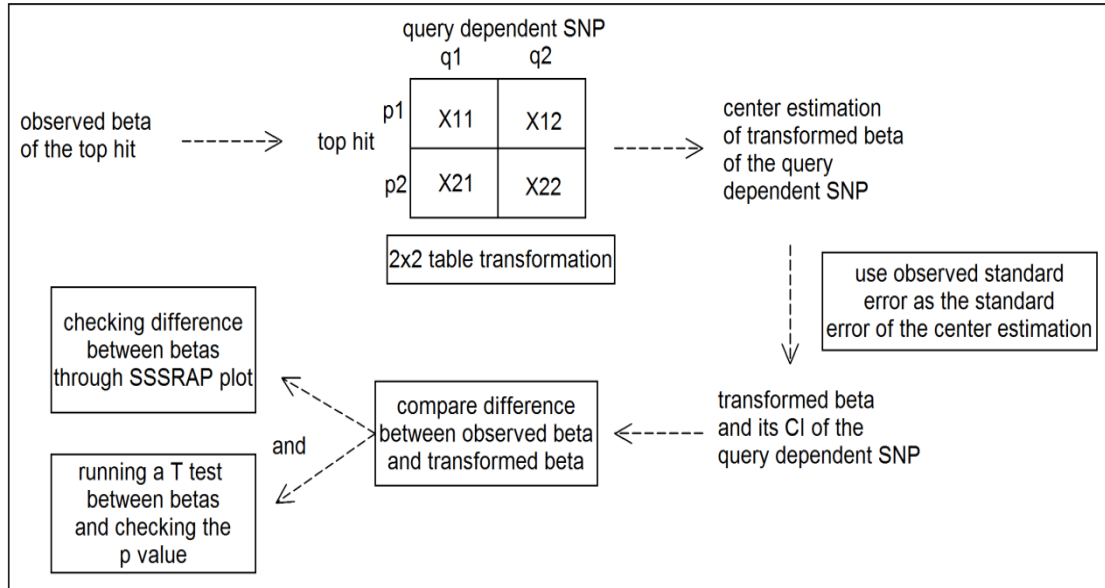 query dependent SNP
q1 q2
observed beta
of the top hit
top hit
p1
X11 X12
p2
X21 X22
2x2 table transformation
center estimation
of transformed beta
of the query
dependent SNP
use observed standard
error as the standard
error of the center estimation
transformed beta
and its CI of the
query dependent SNP
compare difference
between observed beta
and transformed beta
checking difference
between betas
through SSSRAP plot
and
running a T test
between betas
and checking the
p value